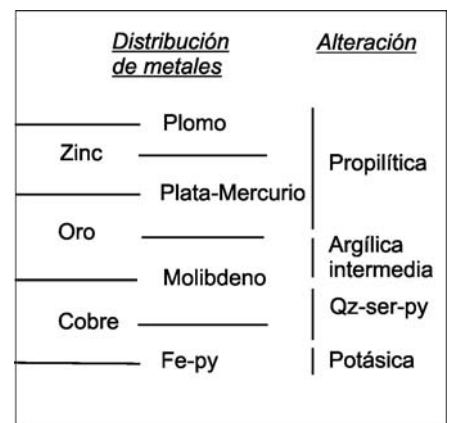 Distribución
de metales
Alteración
Plomo
Zinc
Plata-Mercurio
Propilítica
Oro
Argílica
intermedia
Molibdeno
Qz-ser-py
Cobre
Fe-py
Potásica